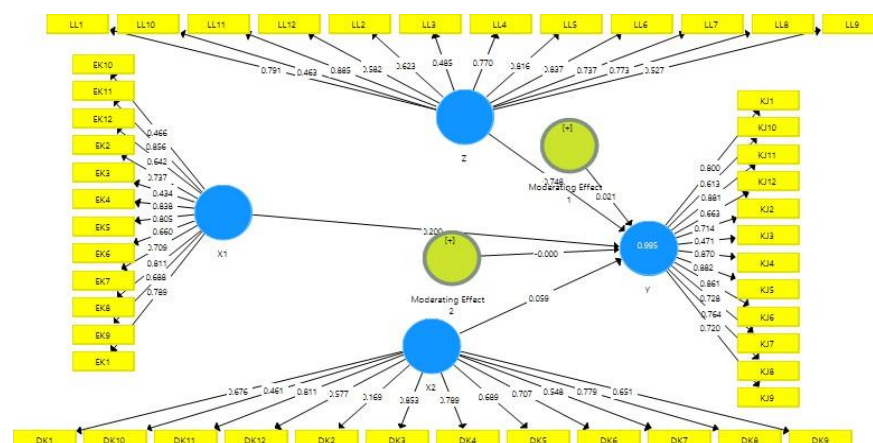 LL1 LL10 LL11 LL12 LL2 LL3 LL4 LL5 LL6 LL7 LL8 LL9
0.791 0.463 0.885 0.582 0.623 0.485 0.770 0.816 0.837 0.737 0.773 0.527
EK10
EK11
EK12
EK2
EK3
EK4
EK5
EK6
EK7
EK8
EK9
EK1
0.466
0.856
0.642
0.737
0.434
0.838
0.805
0.660
0.709
0.811
0.688
0.789
X1
Z
[+]
Moderating Effect
1
0.748
0.021
0.200
[+]
Moderating Effect
2
-0.000
0.059
0.995
Y
X2
0.800
0.613
0.881
0.663
0.714
0.471
0.870
0.882
0.861
0.728
0.764
0.720
KJ1
KJ10
KJ11
KJ12
KJ2
KJ3
KJ4
KJ5
KJ6
KJ7
KJ8
KJ9
0.676 0.461 0.811 0.577 0.169 0.853 0.789 0.689 0.707 0.548 0.779 0.651
DK1 DK10 DK11 DK12 DK2 DK3 DK4 DK5 DK6 DK7 DK8 DK9